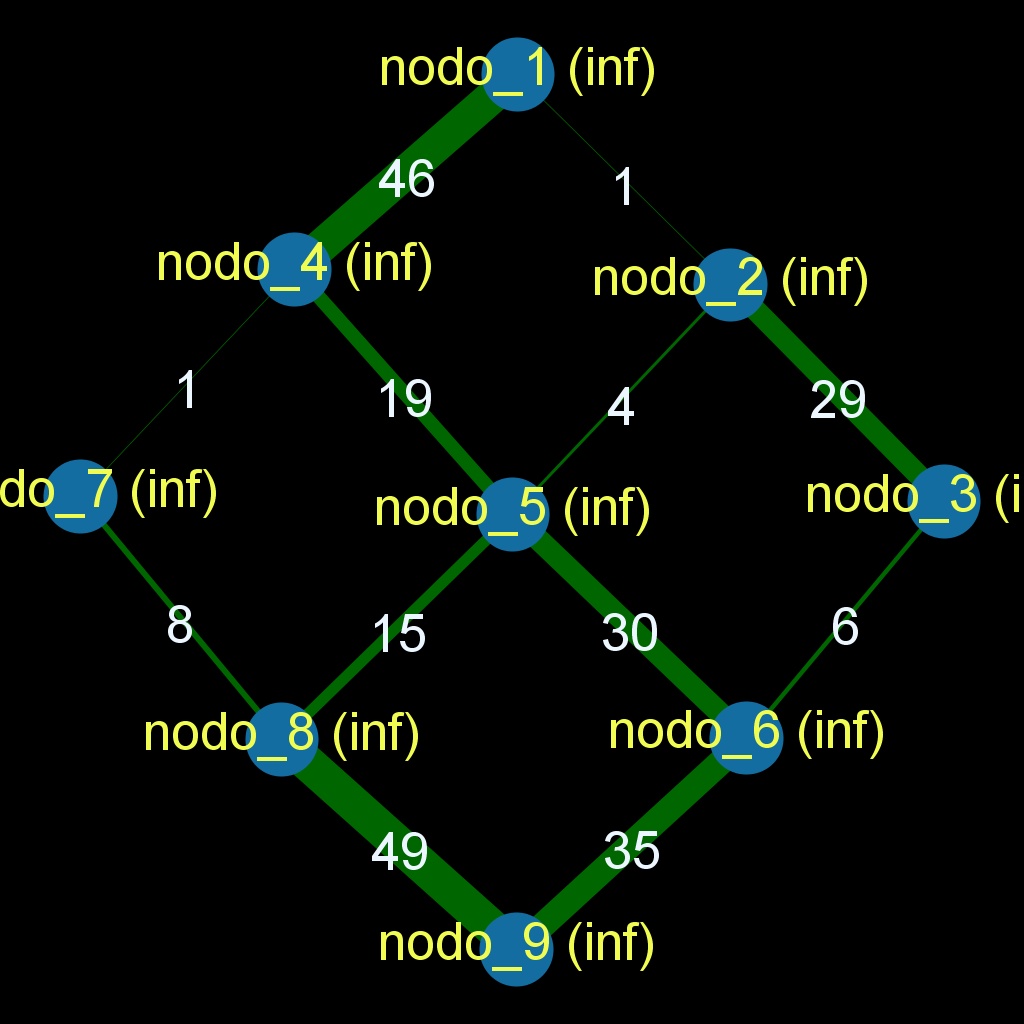 nodo_1 (inf)
46
1
nodo_4 (inf)
nodo_2 (inf)
1
19
4
29
do_7 (inf)
nodo_5 (inf)
nodo_3 (i
8
15
30
6
nodo_8 (inf)
nodo_6 (inf)
49
35
nodo_9 (inf)